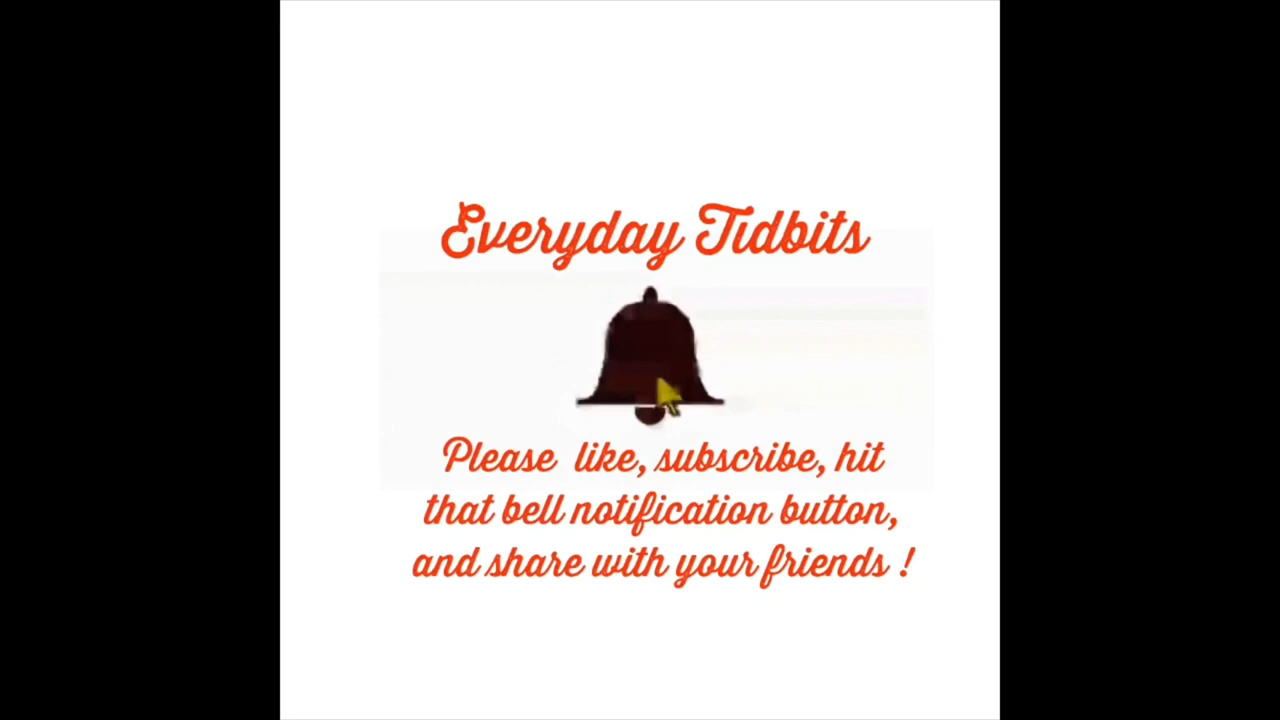 Everyday Tidbits
Please like, subscribe, hit
that bell notification button,
and share with your friends !